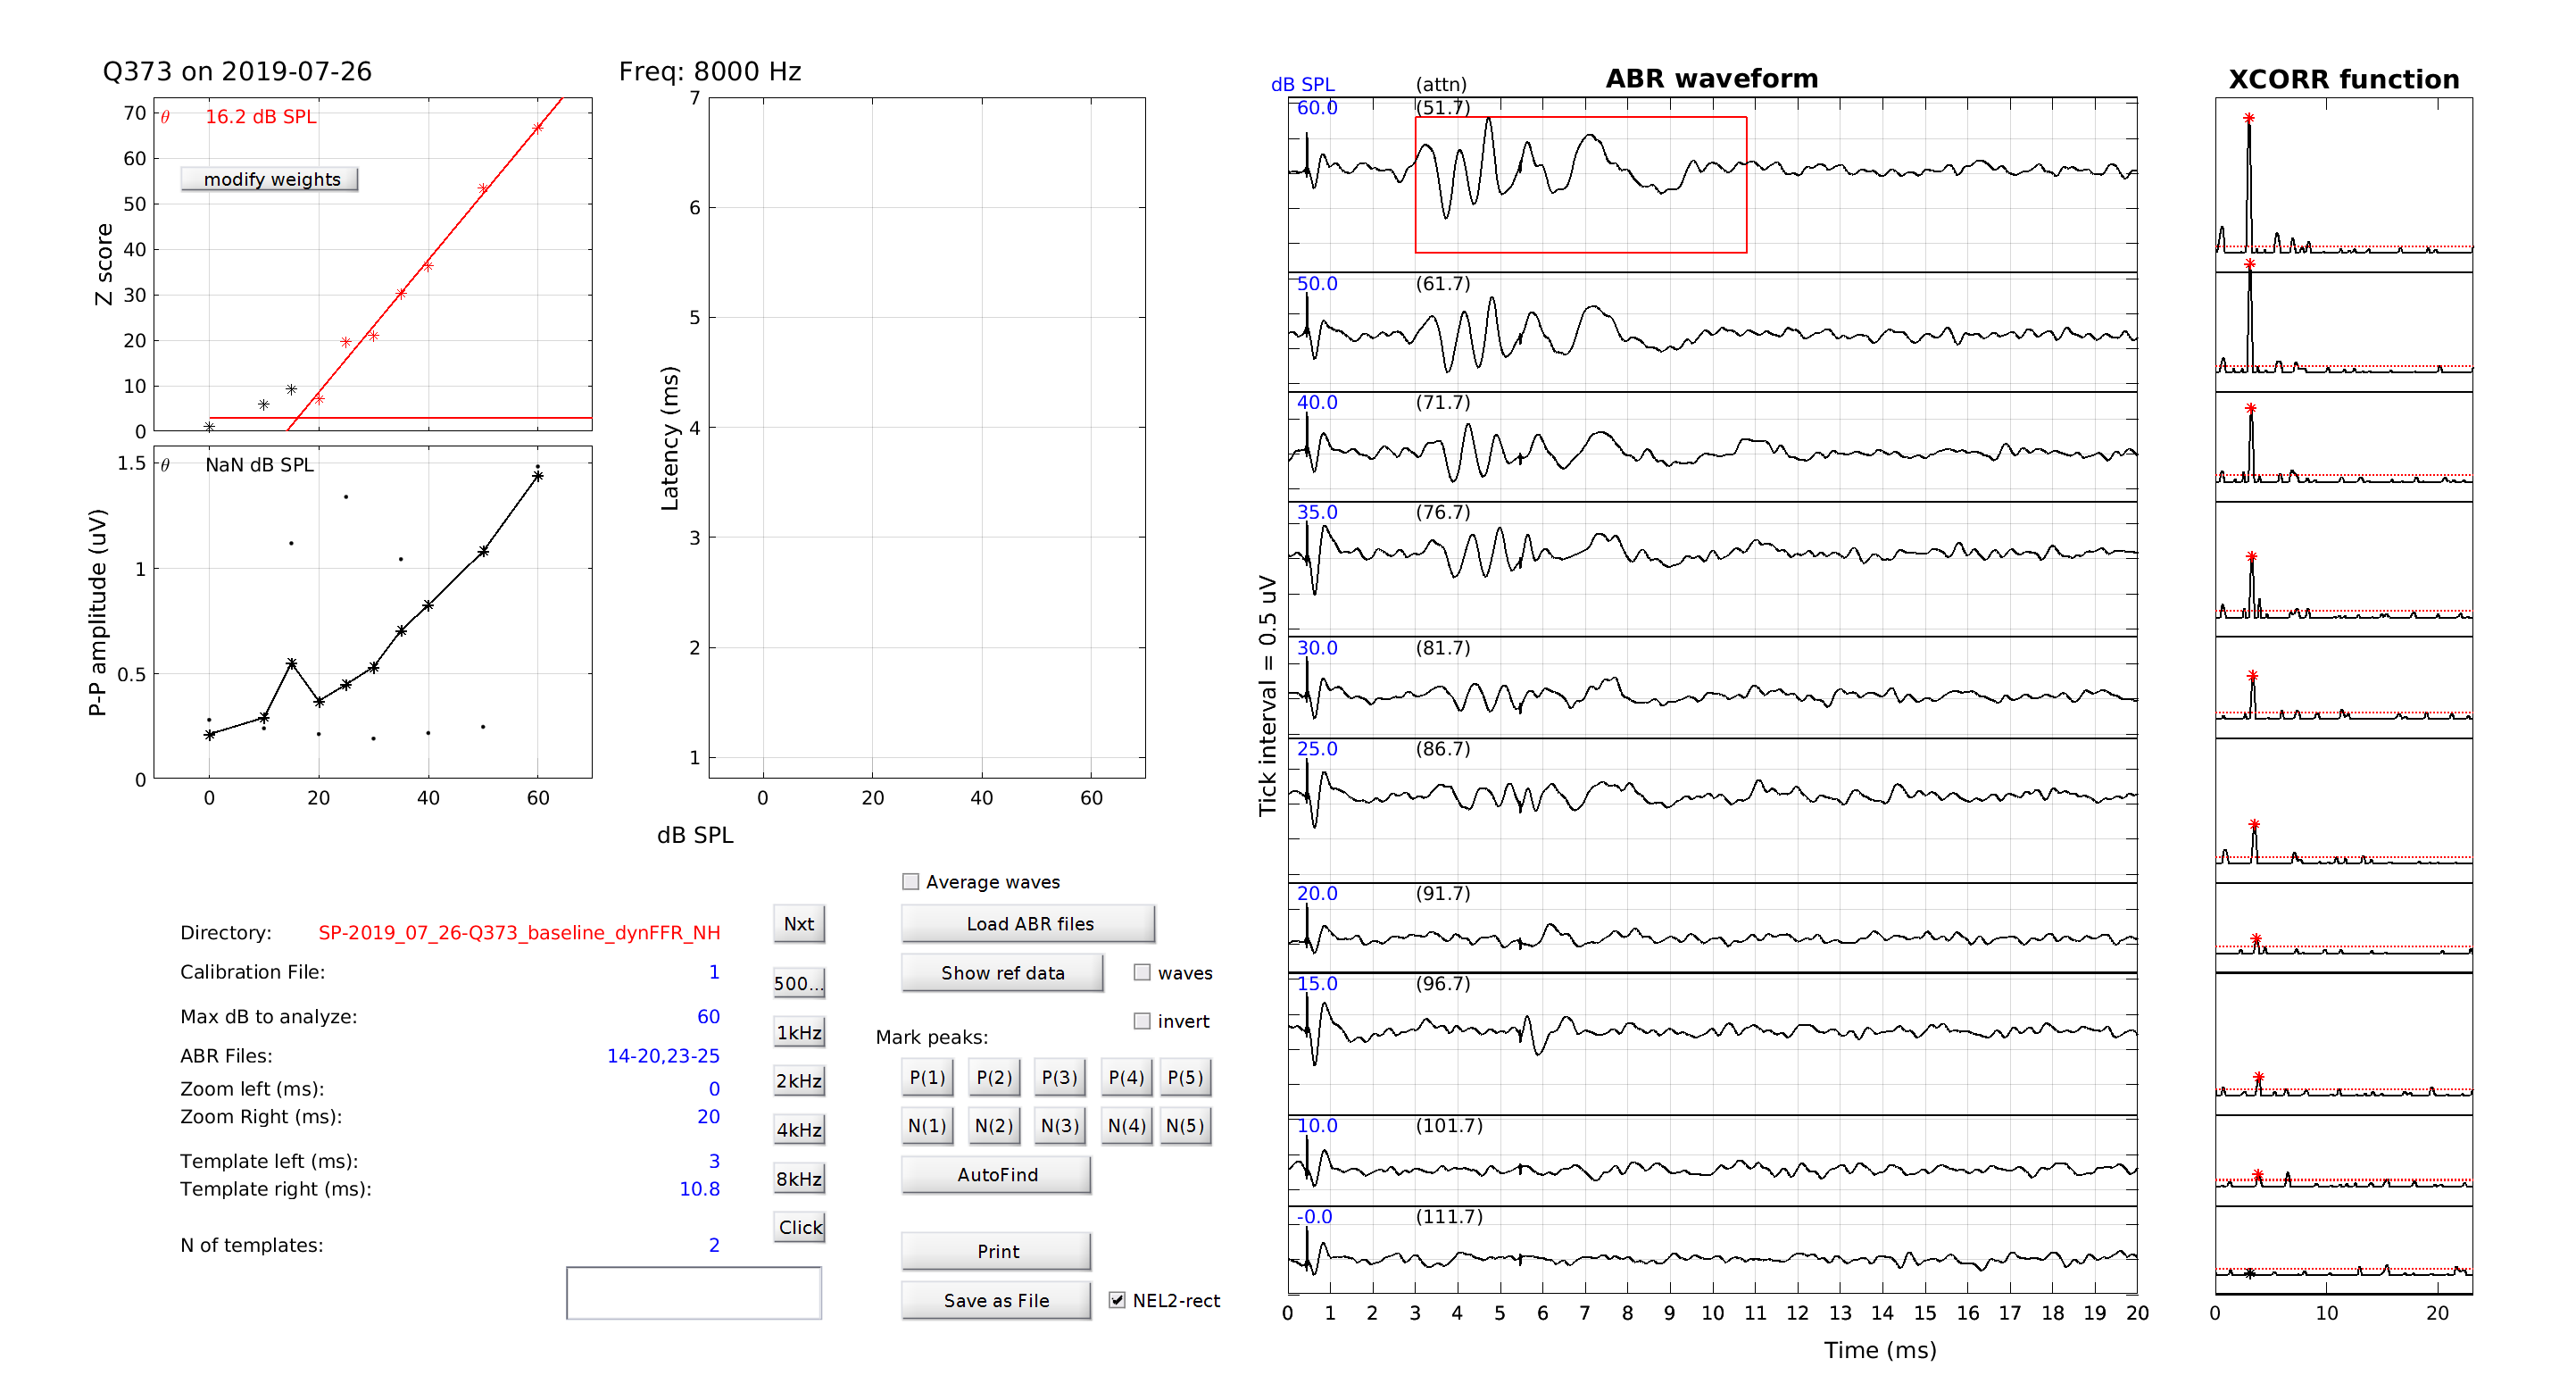 Q373 on 2019-07-26
Freq: 8000 Hz
θ 16.2 dB SPL
modify weights
Z score
70
60
50
40
30
20
10
0
θ NaN dB SPL
P-P amplitude (uV)
1.5
1
0.5
0
0 20 40 60
Latency (ms)
7
6
5
4
3
2
1
0 20 40 60
dB SPL
Directory: SP-2019_07_26-Q373_baseline_dynFFR_NH
Calibration File: 1
Max dB to analyze: 60
ABR Files: 14-20,23-25
Zoom left (ms): 0
Zoom Right (ms): 20
Template left (ms): 3
Template right (ms): 10.8
N of templates: 2
Nxt
500...
1kHz
2kHz
4kHz
8kHz
Click
Average waves
Load ABR files
Show ref data
waves
invert
Mark peaks:
P(1) P(2) P(3) P(4) P(5)
N(1) N(2) N(3) N(4) N(5)
AutoFind
Print
Save as File
NEL2-rect
ABR waveform
dB SPL (attn)
60.0 (51.7)
50.0 (61.7)
40.0 (71.7)
35.0 (76.7)
30.0 (81.7)
25.0 (86.7)
20.0 (91.7)
15.0 (96.7)
10.0 (101.7)
-0.0 (111.7)
Tick interval = 0.5 uV
0 1 2 3 4 5 6 7 8 9 10 11 12 13 14 15 16 17 18 19 20
Time (ms)
XCORR function
0 10 20